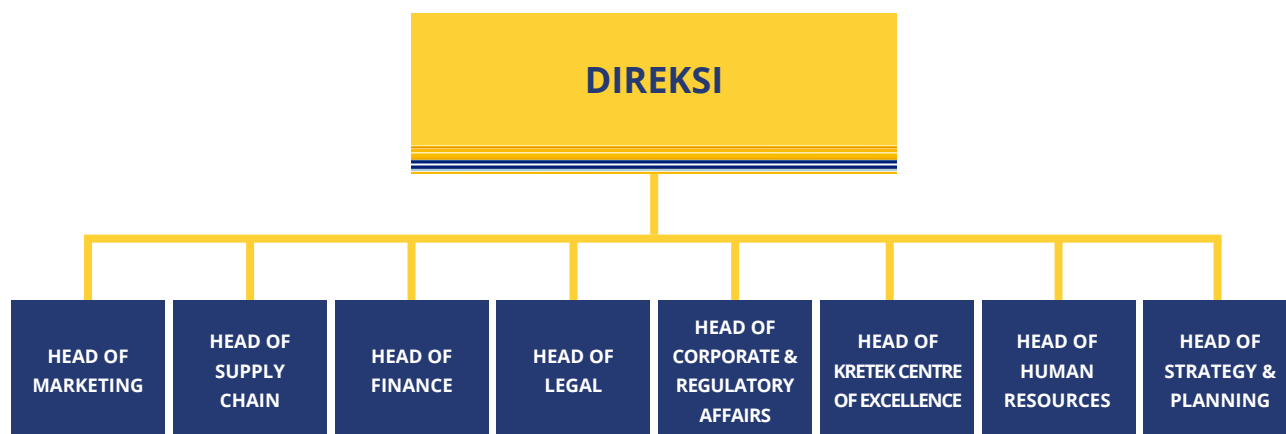 DIREKSI
HEAD OF
MARKETING
HEAD OF
SUPPLY
CHAIN
HEAD OF
FINANCE
HEAD OF
LEGAL
HEAD OF
CORPORATE &
REGULATORY
AFFAIRS
HEAD OF
KRETEK CENTRE
OF EXCELLENCE
HEAD OF
HUMAN
RESOURCES
HEAD OF
STRATEGY &
PLANNING